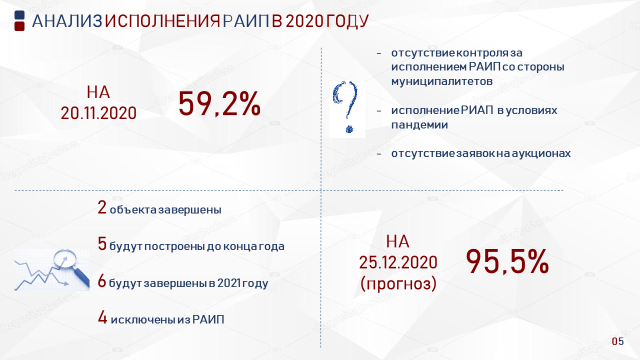 АНАЛИЗ ИСПОЛНЕНИЯ РАИП В 2020 ГОДУ
НА
20.11.2020
59,2%
- отсутствие контроля за
исполнением РАИП со стороны
муниципалитетов
- исполнение РИАП в условиях
пандемии
- отсутствие заявок на аукционах
2 объекта завершены
5 будут построены до конца года
6 будут завершены в 2021 году
4 исключены из РАИП
НА
25.12.2020
(прогноз)
95,5%
05